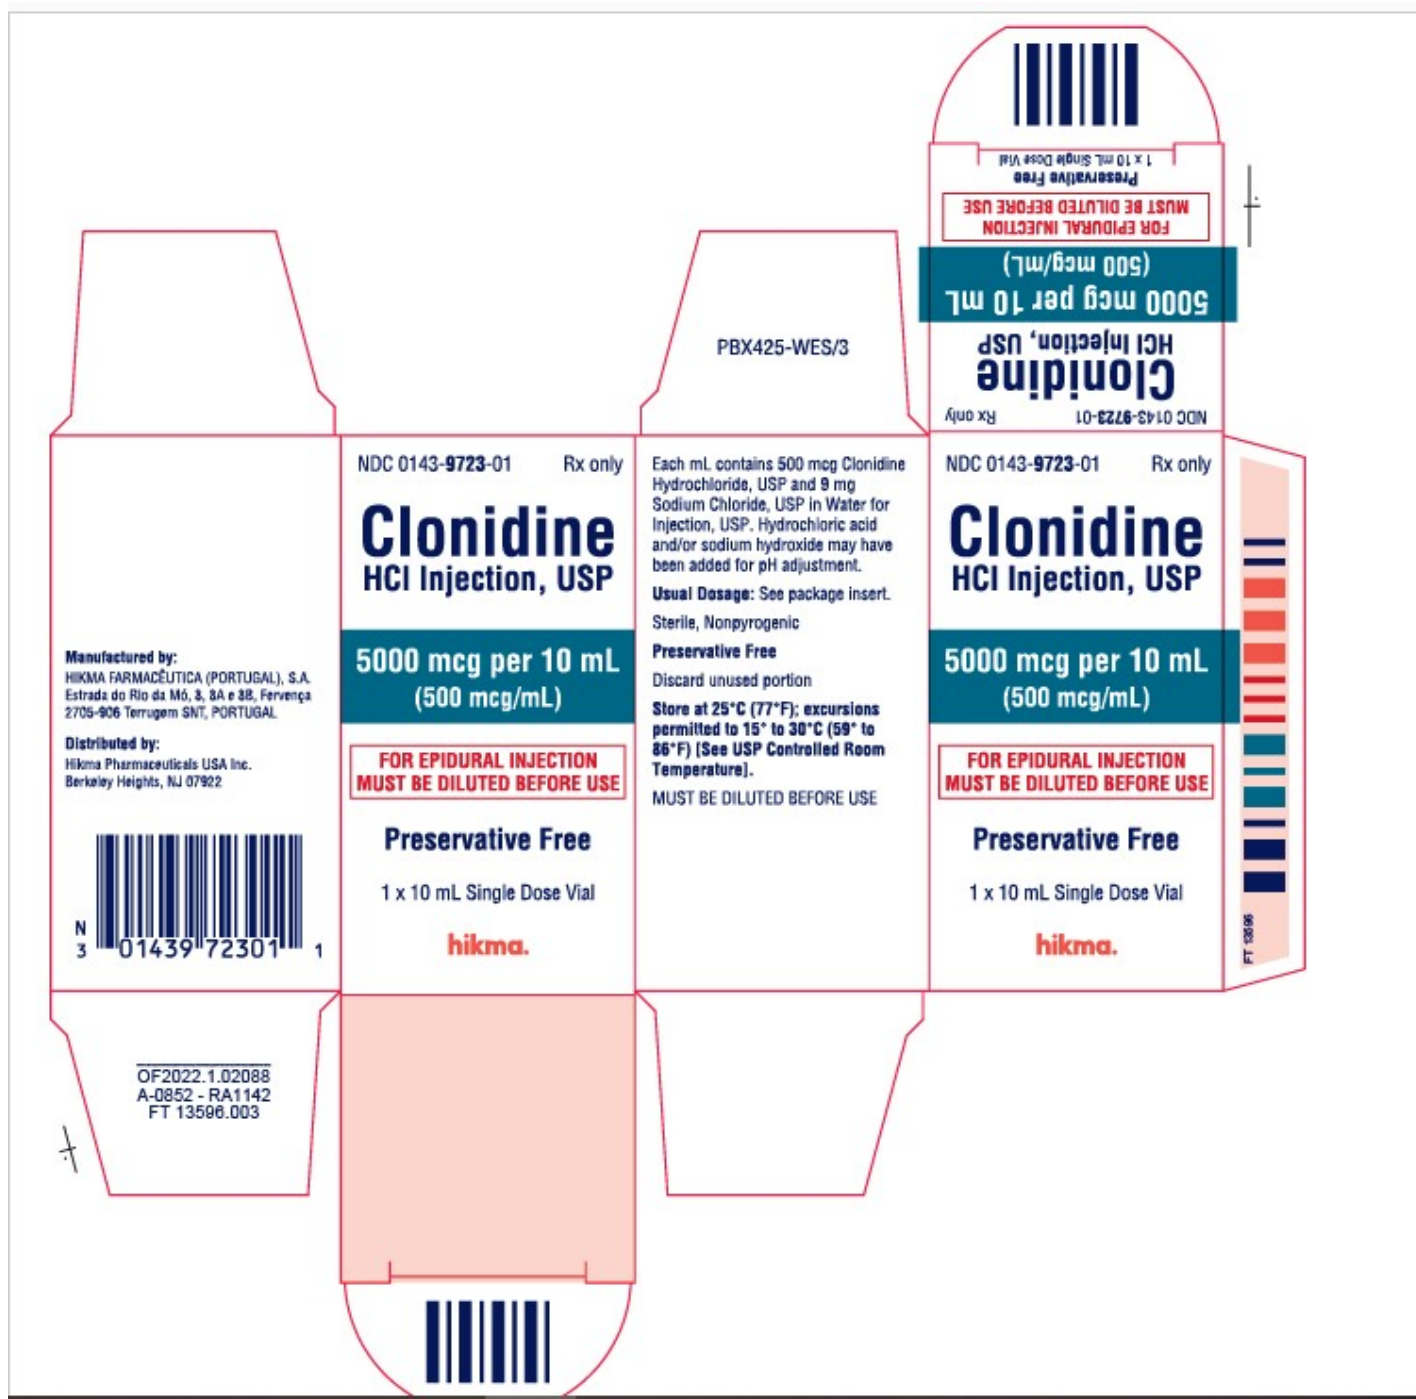 1 x 10 mL Single Dose Vial
Preservative Free
MUST BE DILUTED BEFORE USE
FOR EPIDURAL INJECTION
(500 mcg/mL)
5000 mcg per 10 mL
HCl Injection, USP
Clonidine
NDC 0143-9723-01 Rx only
PBX425-WES/3
Manufactured by:
HIKMA FARMACÊUTICA (PORTUGAL), S.A.
Estrada do Rio da Mó, 8, 8A e 8B, Fervença
2705-906 Terrugem SNT, PORTUGAL
Distributed by:
Hikma Pharmaceuticals USA Inc.
Berkeley Heights, NJ 07922
N
3 01439 72301 1
NDC 0143-9723-01 Rx only
Clonidine
HCl Injection, USP
5000 mcg per 10 mL
(500 mcg/mL)
FOR EPIDURAL INJECTION
MUST BE DILUTED BEFORE USE
Preservative Free
1 x 10 mL Single Dose Vial
hikma.
Each mL contains 500 mcg Clonidine
Hydrochloride, USP and 9 mg
Sodium Chloride, USP in Water for
Injection, USP. Hydrochloric acid
and/or sodium hydroxide may have
been added for pH adjustment.
Usual Dosage: See package insert.
Sterile, Nonpyrogenic
Preservative Free
Discard unused portion
Store at 25°C (77°F); excursions
permitted to 15° to 30°C (59° to
86°F) [See USP Controlled Room
Temperature].
MUST BE DILUTED BEFORE USE
NDC 0143-9723-01 Rx only
Clonidine
HCl Injection, USP
5000 mcg per 10 mL
(500 mcg/mL)
FOR EPIDURAL INJECTION
MUST BE DILUTED BEFORE USE
Preservative Free
1 x 10 mL Single Dose Vial
hikma.
FT 13596
OF2022.1.02088
A-0852 - RA1142
FT 13596.003